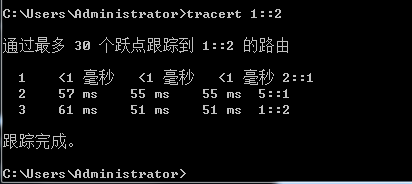 C:\Users\Administrator>tracert 1::2
通过最多 30 个跃点跟踪到 1::2 的路由
1 <1 毫秒 <1 毫秒 <1 毫秒 2::1
2 57 ms 55 ms 55 ms 5::1
3 61 ms 51 ms 51 ms 1::2
跟踪完成。
C:\Users\Administrator>